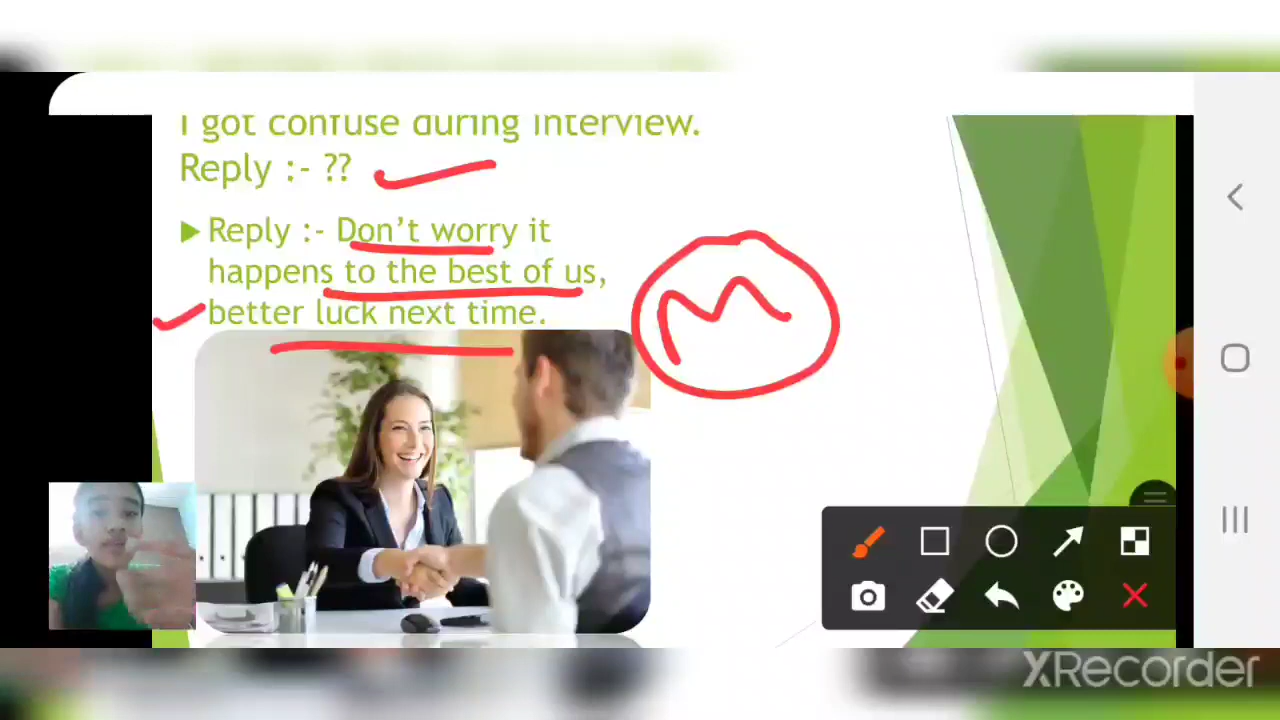 I got confuse during interview.
Reply :- ??
Reply :- Don't worry it
happens to the best of us,
better luck next time.
XRecorder